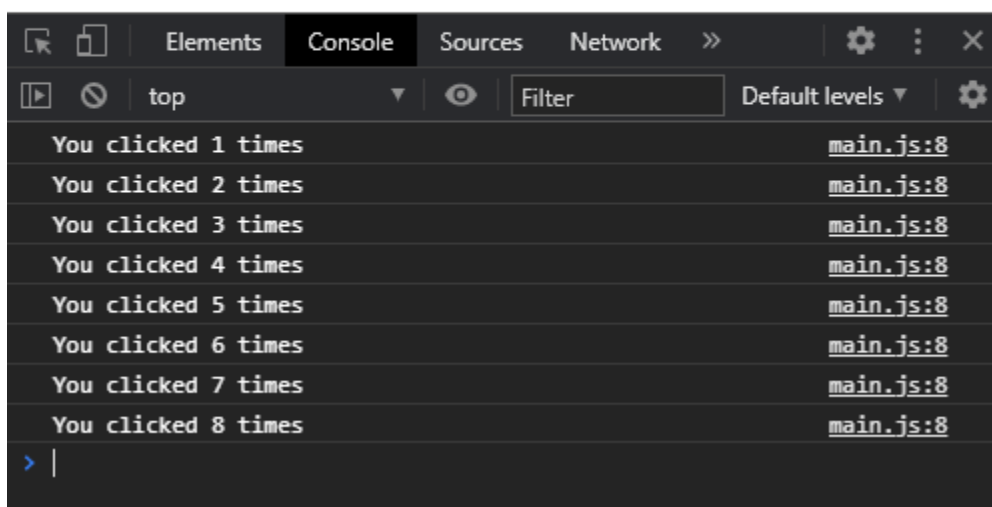 Elements Console Sources Network
top Filter Default levels
You clicked 1 times main.js:8
You clicked 2 times main.js:8
You clicked 3 times main.js:8
You clicked 4 times main.js:8
You clicked 5 times main.js:8
You clicked 6 times main.js:8
You clicked 7 times main.js:8
You clicked 8 times main.js:8